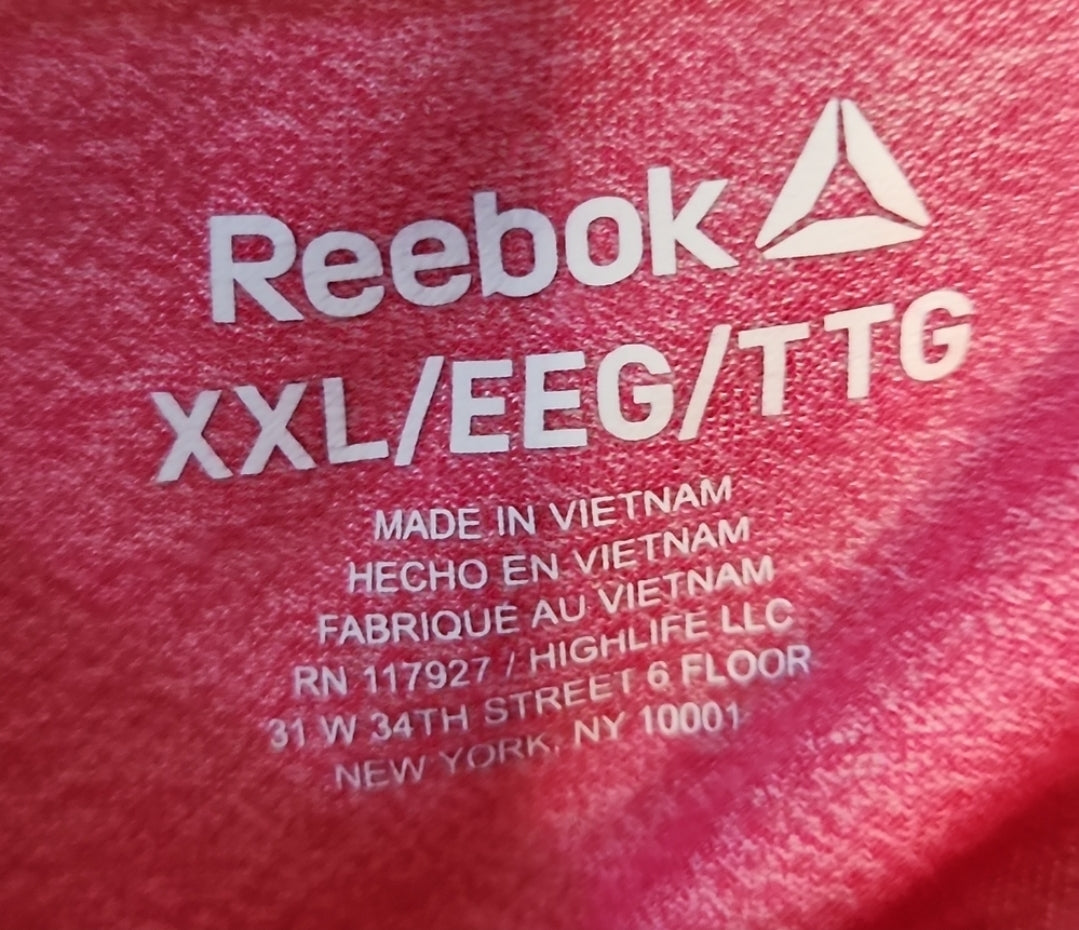 Reebok
XXL/EEG/TTG
MADE IN VIETNAM
HECHO EN VIETNAM
FABRIQUÉ AU VIETNAM
RN 117927 / HIGHLIFE LLC
31 W 34TH STREET 6 FLOOR
NEW YORK, NY 10001